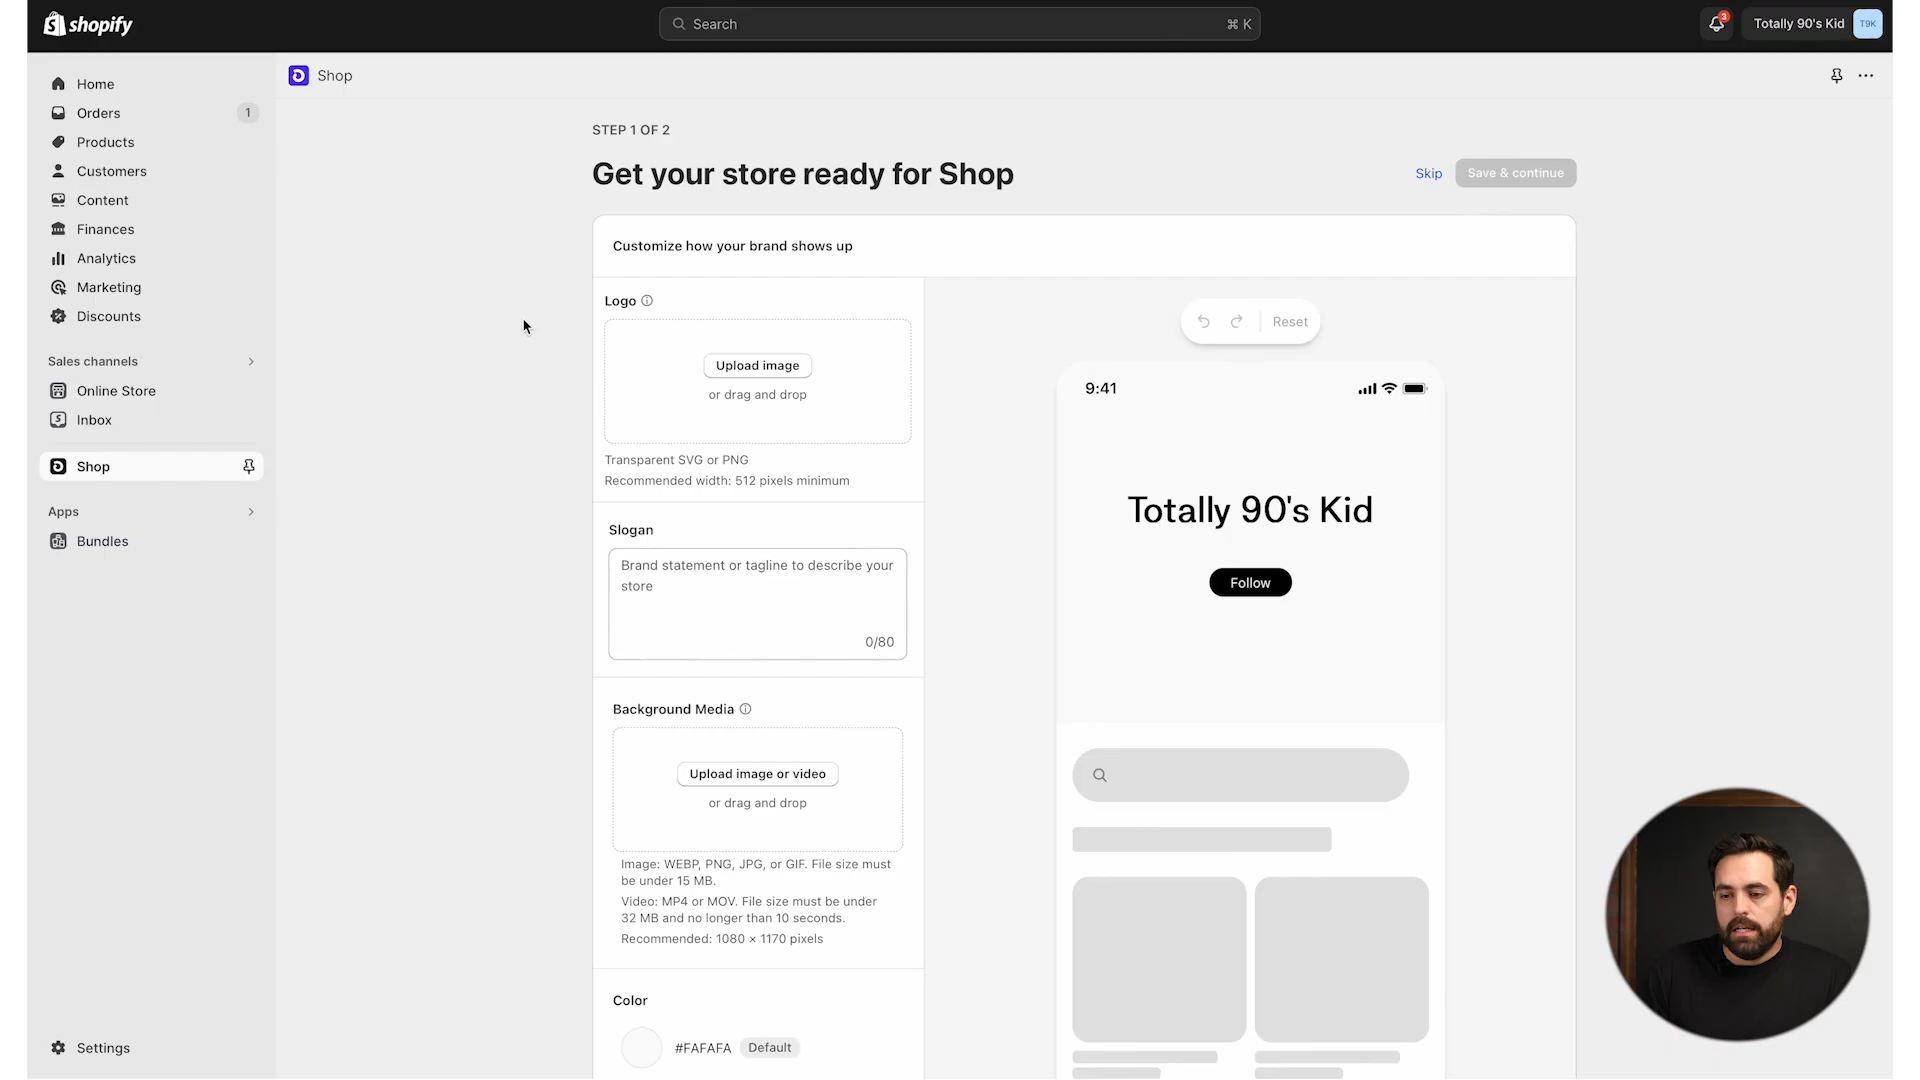 shopify
Search
⌘ K
3
Totally 90's Kid
T9K
Home
Orders
1
Products
Customers
Content
Finances
Analytics
Marketing
Discounts
Sales channels
Online Store
Inbox
Shop
Apps
Bundles
Settings
Shop
STEP 1 OF 2
Get your store ready for Shop
Skip
Save & continue
Customize how your brand shows up
Logo
Upload image
or drag and drop
Transparent SVG or PNG
Recommended width: 512 pixels minimum
Slogan
Brand statement or tagline to describe your
store
0/80
Background Media
Upload image or video
or drag and drop
Image: WEBP, PNG, JPG, or GIF. File size must
be under 15 MB.
Video: MP4 or MOV. File size must be under
32 MB and no longer than 10 seconds.
Recommended: 1080 × 1170 pixels
Color
#FAFAFA
Default
Reset
9:41
Totally 90's Kid
Follow